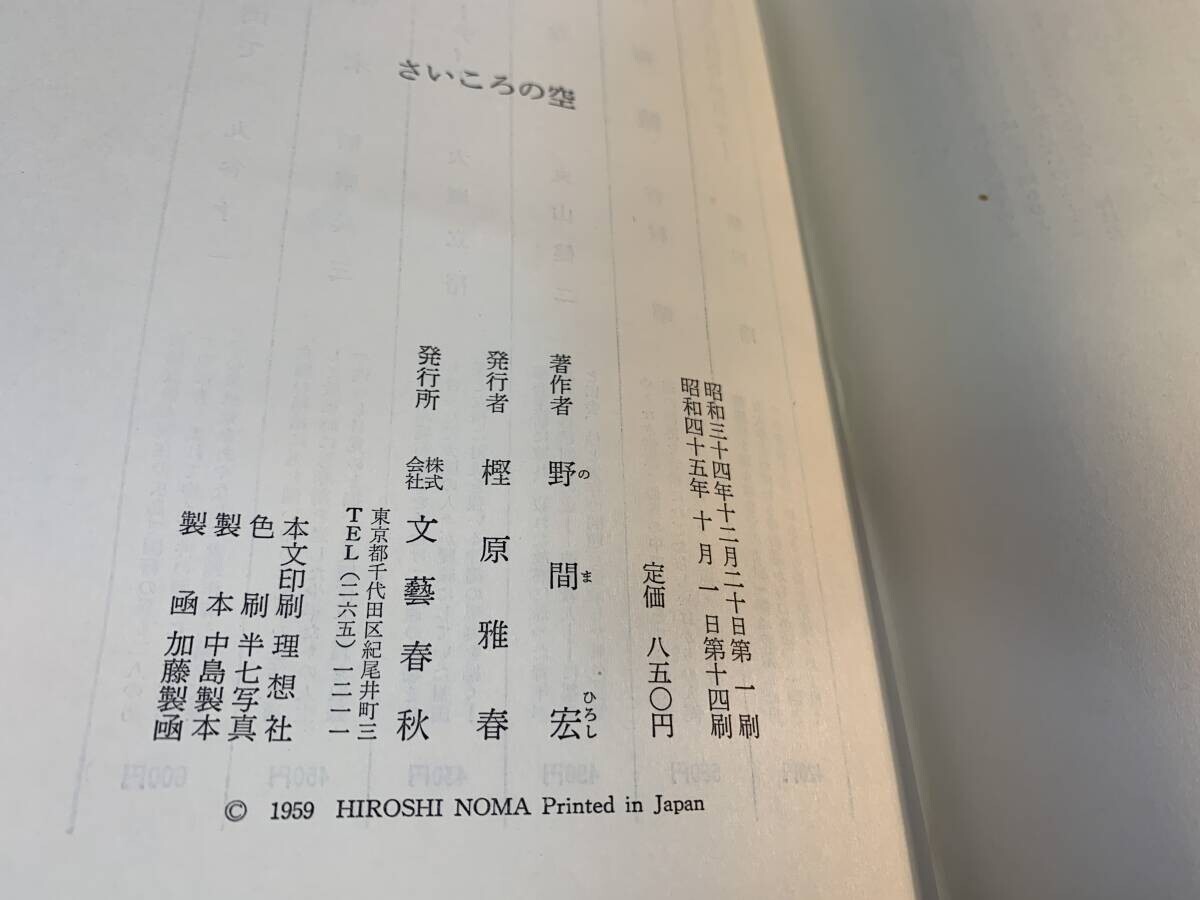 さいころの空
昭和三十四年十二月二十日第一刷
昭和四十五年十月一日第十四刷
定価 八五〇円
著作者 野間宏
のま ひろし
発行者 樫原雅春
発行所 株式会社 文藝春秋
東京都千代田区紀尾井町三
TEL(二六五)一二一一
本文印刷 理想社
色刷 半七写真
製本 中島製本
製函 加藤製函
© 1959 HIROSHI NOMA Printed in Japan